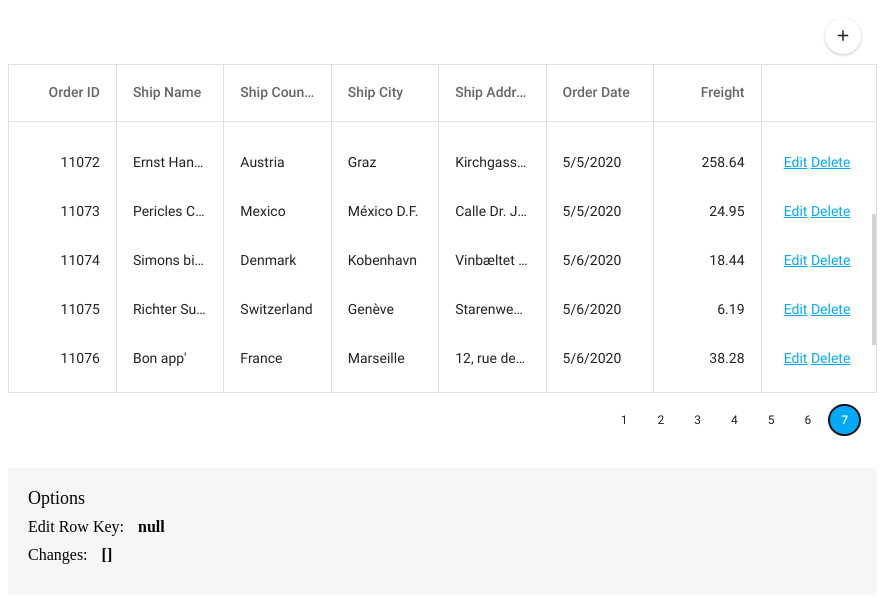 +
Order ID Ship Name Ship Coun... Ship City Ship Addr... Order Date Freight
11072 Ernst Han... Austria Graz Kirchgass... 5/5/2020 258.64 Edit Delete
11073 Pericles C... Mexico México D.F. Calle Dr. J... 5/5/2020 24.95 Edit Delete
11074 Simons bi... Denmark Kobenhavn Vinbæltet ... 5/6/2020 18.44 Edit Delete
11075 Richter Su... Switzerland Genève Starenwe... 5/6/2020 6.19 Edit Delete
11076 Bon app' France Marseille 12, rue de... 5/6/2020 38.28 Edit Delete
1 2 3 4 5 6 7
Options
Edit Row Key: null
Changes: []